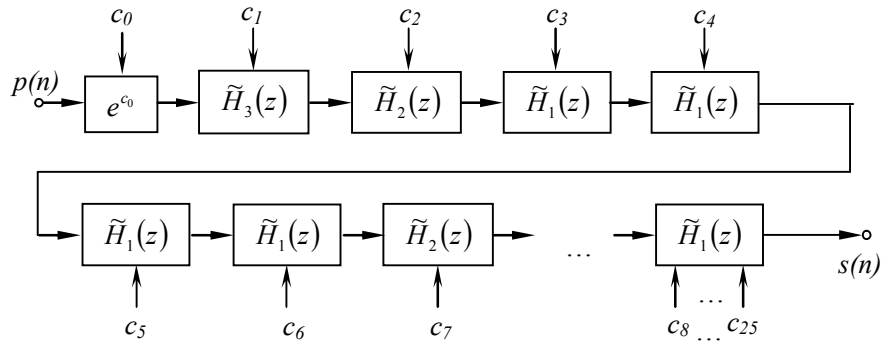 c₀ c₁ c₂ c₃ c₄
p(n) e^{c₀} H̃₃(z) H̃₂(z) H̃₁(z) H̃₁(z)
H̃₁(z) H̃₁(z) H̃₂(z) ... H̃₁(z) s(n)
c₅ c₆ c₇ c₈ ... ... c₂₅